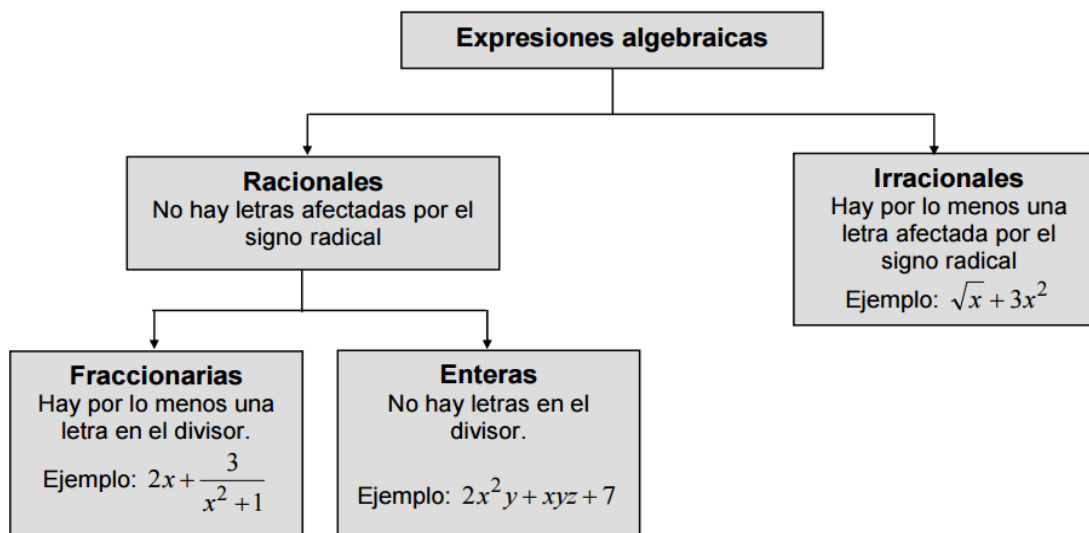 Expresiones algebraicas
Racionales
No hay letras afectadas por el
signo radical
Irracionales
Hay por lo menos una
letra afectada por el
signo radical
Ejemplo: √x + 3x²
Fraccionarias
Hay por lo menos una
letra en el divisor.
Ejemplo: 2x + 3/(x² + 1)
Enteras
No hay letras en el
divisor.
Ejemplo: 2x²y + xyz + 7